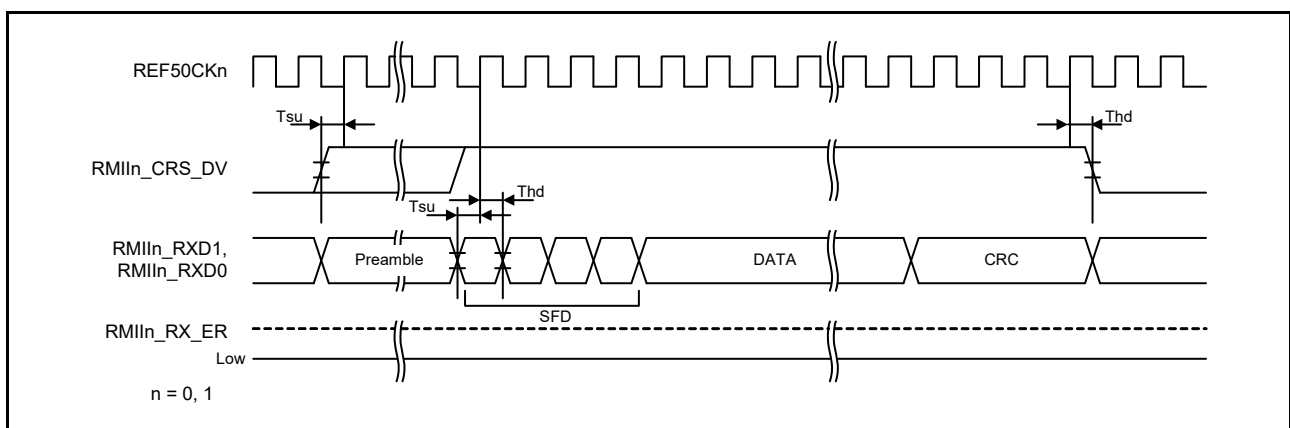 REF50CKn
Tsu
Thd
RMIIn_CRS_DV
Thd
Tsu
RMIIn_RXD1,
RMIIn_RXD0
Preamble
DATA
CRC
SFD
RMIIn_RX_ER
Low
n = 0, 1